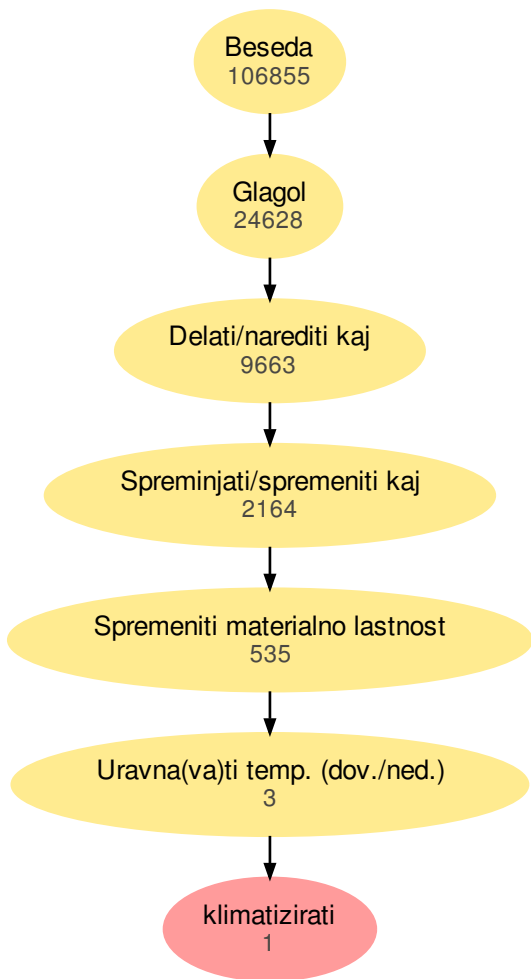 Beseda
106855
Glagol
24628
Delati/narediti kaj
9663
Spreminjati/spremeniti kaj
2164
Spremeniti materialno lastnost
535
Uravna(va)ti temp. (dov./ned.)
3
klimatizirati
1